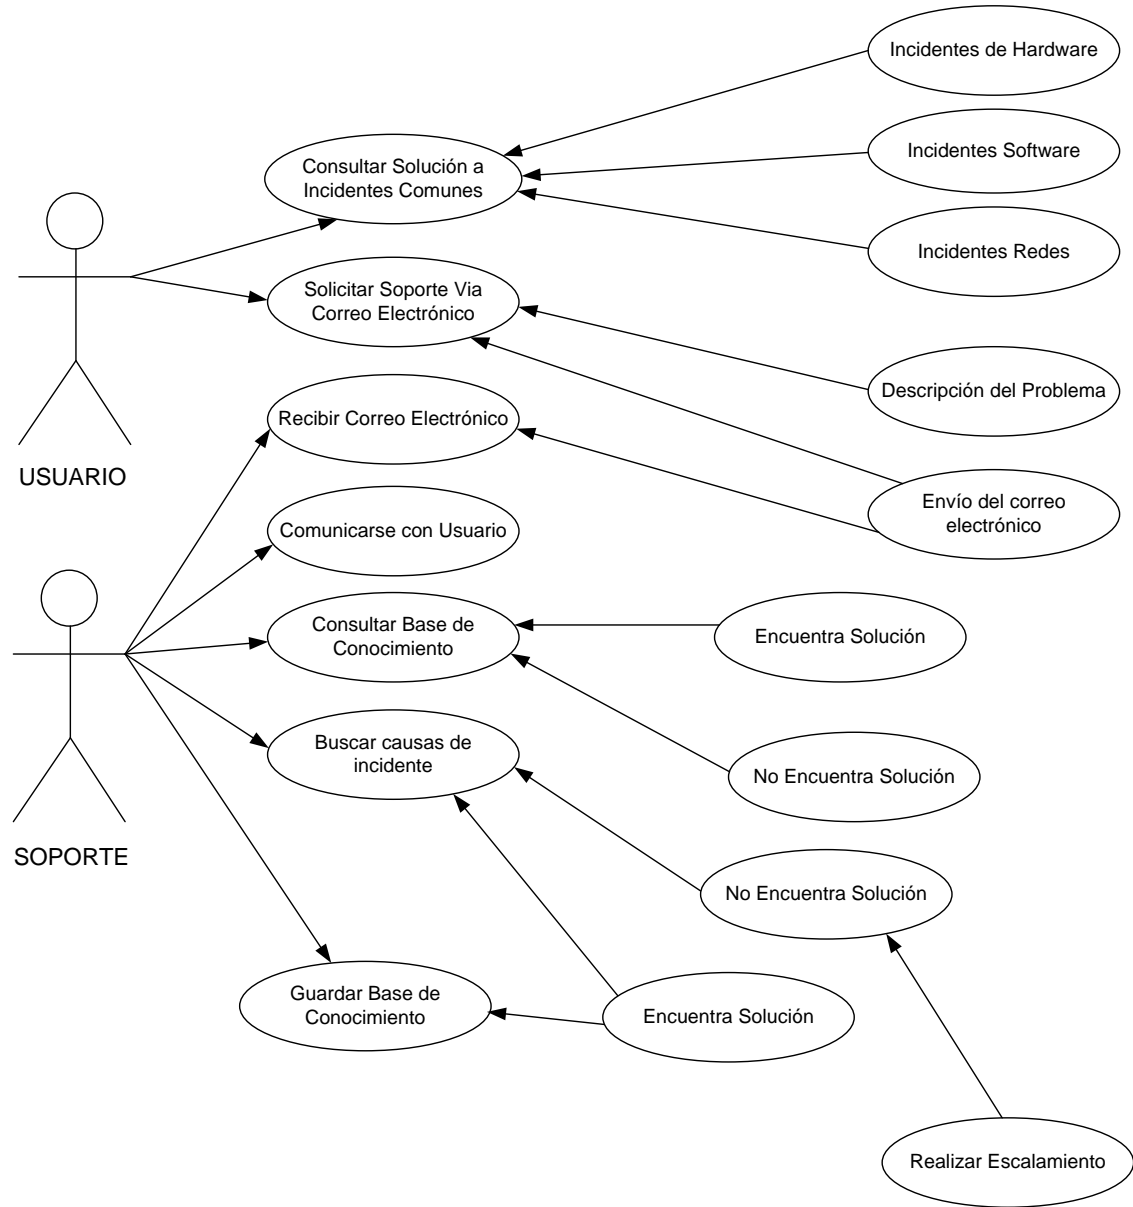 Incidentes de Hardware
Consultar Solución a
Incidentes Comunes
Incidentes Software
Incidentes Redes
Solicitar Soporte Via
Correo Electrónico
Descripción del Problema
Recibir Correo Electrónico
USUARIO
Envío del correo
electrónico
Comunicarse con Usuario
Consultar Base de
Conocimiento
Encuentra Solución
Buscar causas de
incidente
No Encuentra Solución
SOPORTE
No Encuentra Solución
Guardar Base de
Conocimiento
Encuentra Solución
Realizar Escalamiento